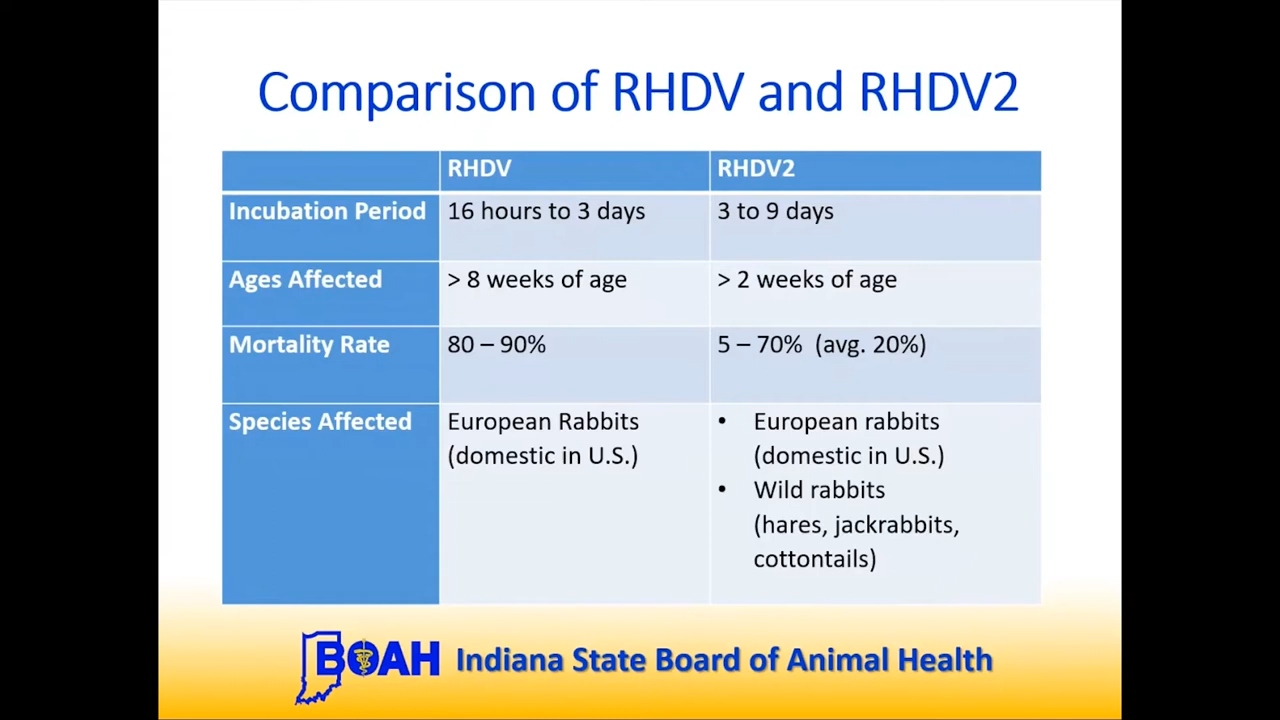 Comparison of RHDV and RHDV2
RHDV RHDV2
Incubation Period 16 hours to 3 days 3 to 9 days
Ages Affected > 8 weeks of age > 2 weeks of age
Mortality Rate 80 – 90% 5 – 70% (avg. 20%)
Species Affected European Rabbits • European rabbits
(domestic in U.S.) (domestic in U.S.)
• Wild rabbits
(hares, jackrabbits,
cottontails)
BOAH Indiana State Board of Animal Health